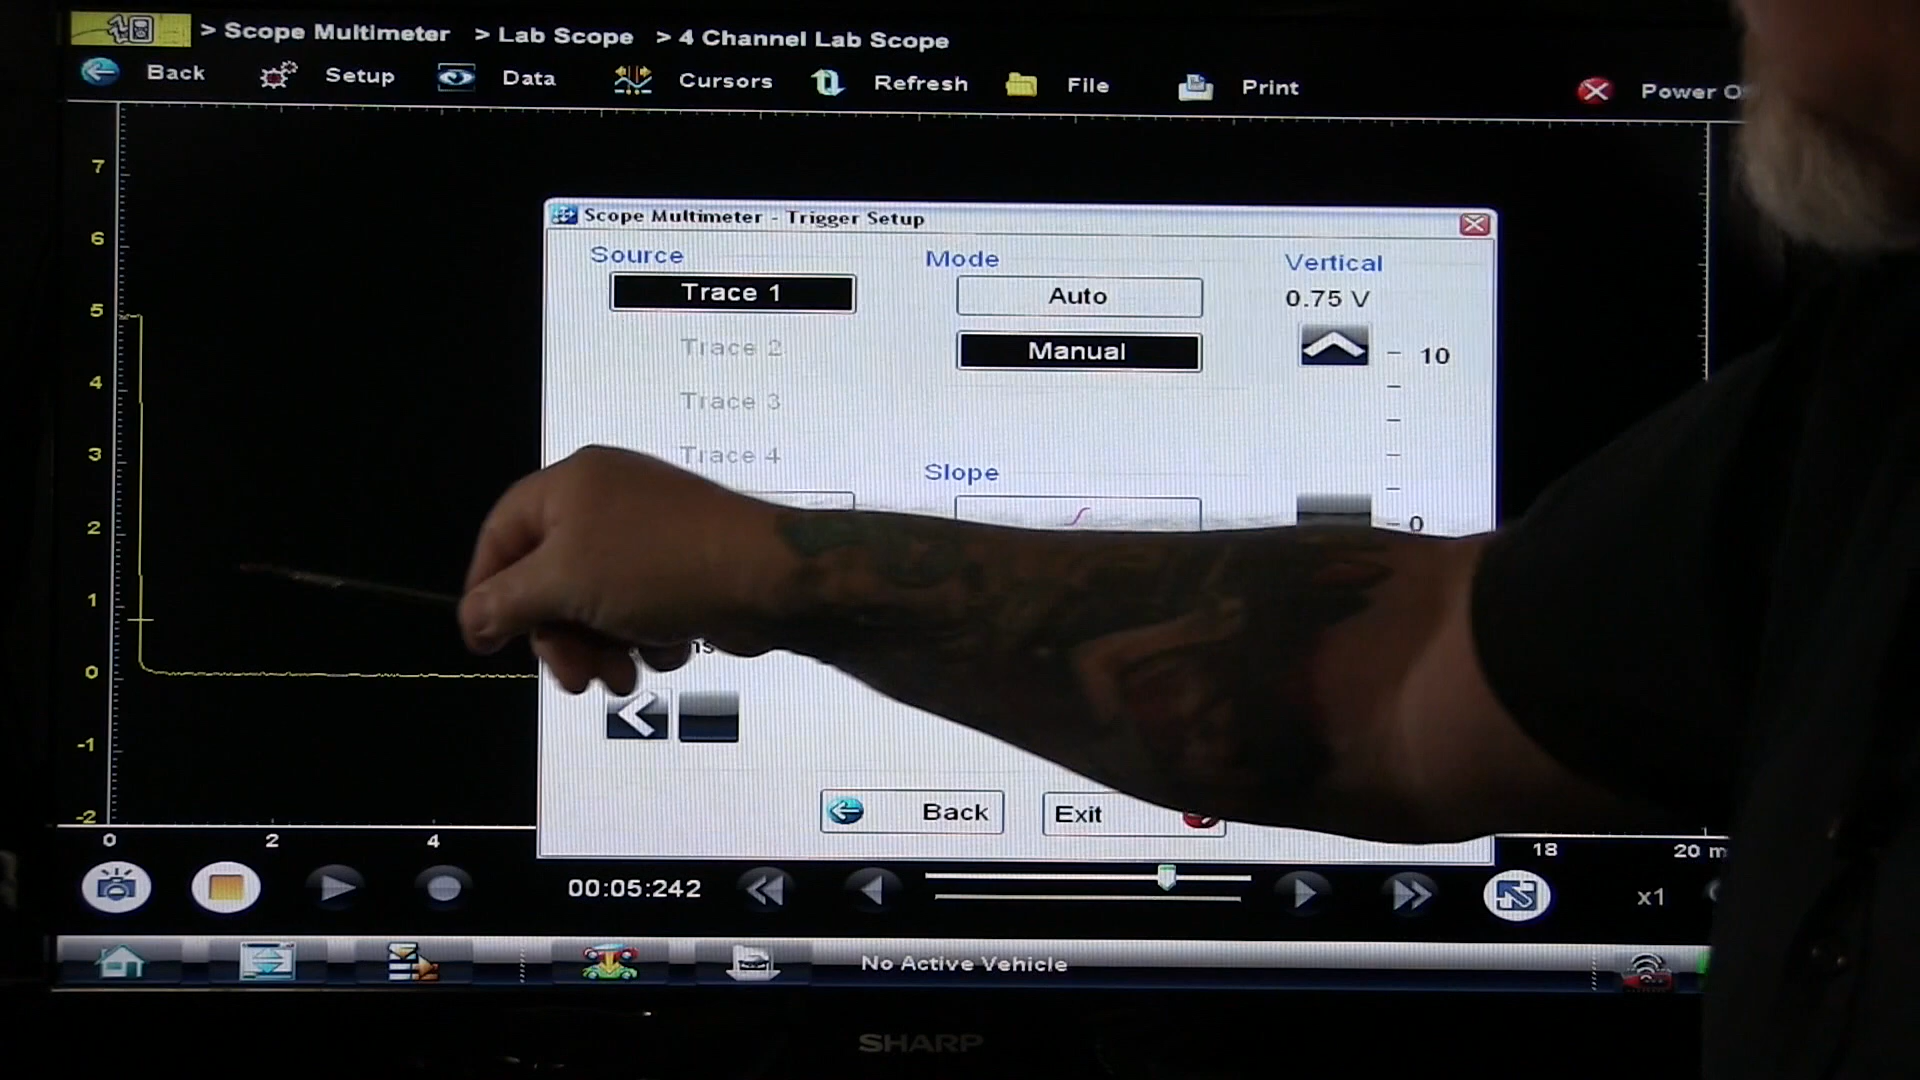 > Scope Multimeter > Lab Scope > 4 Channel Lab Scope
Back Setup Data Cursors Refresh File Print Power
7
6
5
4
3
2
1
0
-1
-2
Scope Multimeter - Trigger Setup
Source Mode Vertical
Trace 1 Auto 0.75 V
Trace 2 Manual 10
Trace 3
Trace 4
Slope
0
Back Exit
0 2 4 18 20
00:05:242 x1
No Active Vehicle
SHARP